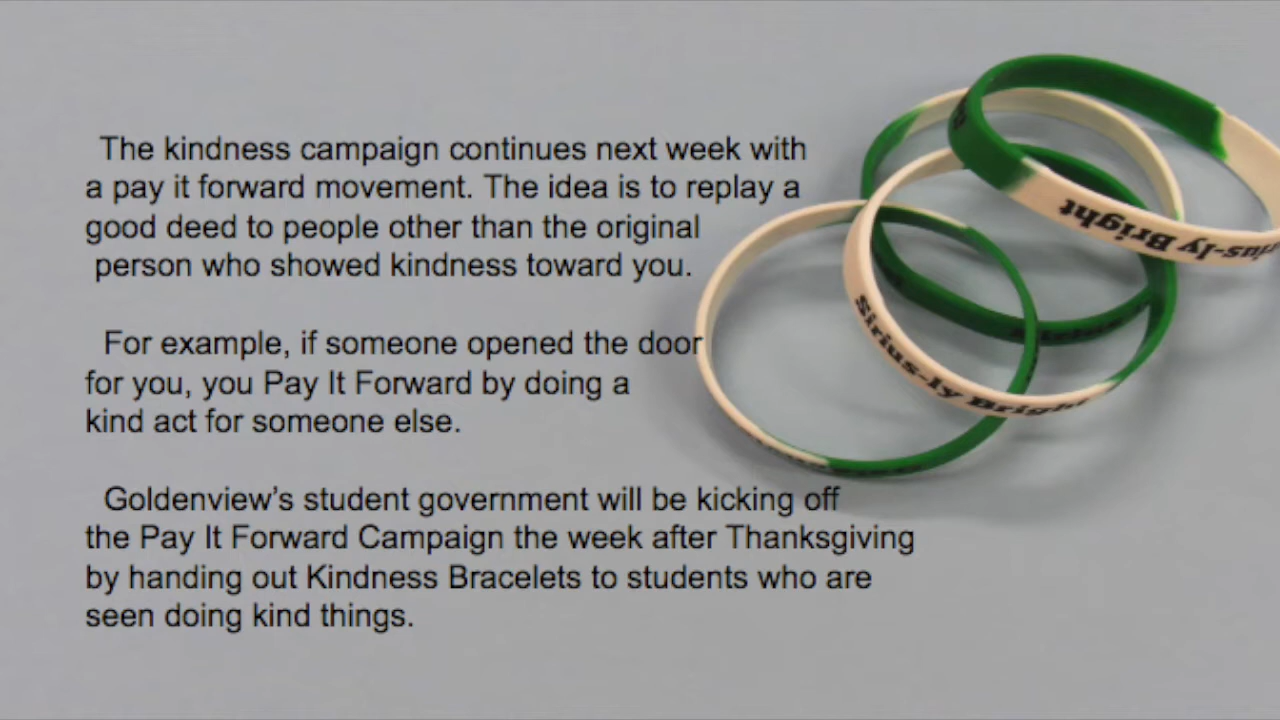 The kindness campaign continues next week with
a pay it forward movement. The idea is to replay a
good deed to people other than the original
person who showed kindness toward you.
For example, if someone opened the door
for you, you Pay It Forward by doing a
kind act for someone else.
Goldenview’s student government will be kicking off
the Pay It Forward Campaign the week after Thanksgiving
by handing out Kindness Bracelets to students who are
seen doing kind things.
Sirius-ly Bright
Bright